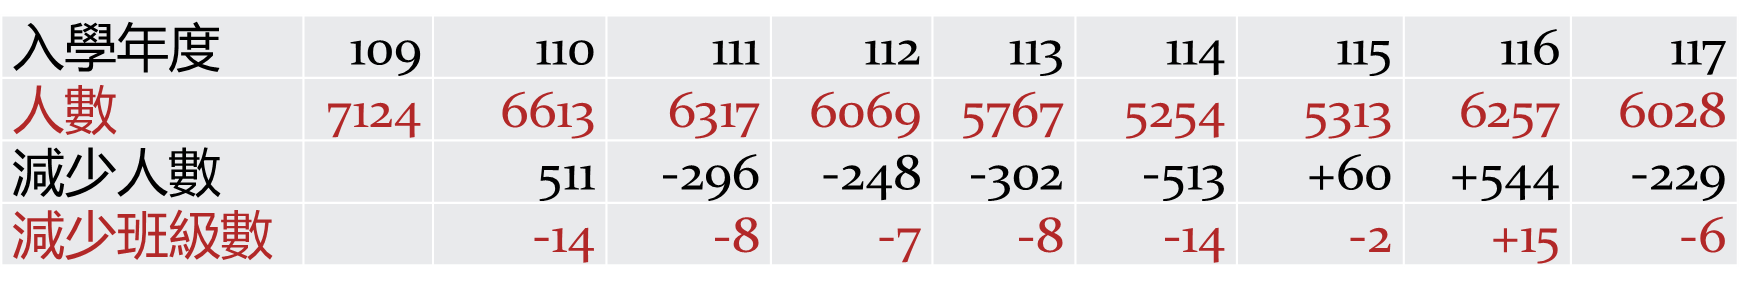 入學年度 109 110 111 112 113 114 115 116 117
人數 7124 6613 6317 6069 5767 5254 5313 6257 6028
減少人數 511 -296 -248 -302 -513 +60 +544 -229
減少班級數 -14 -8 -7 -8 -14 -2 +15 -6